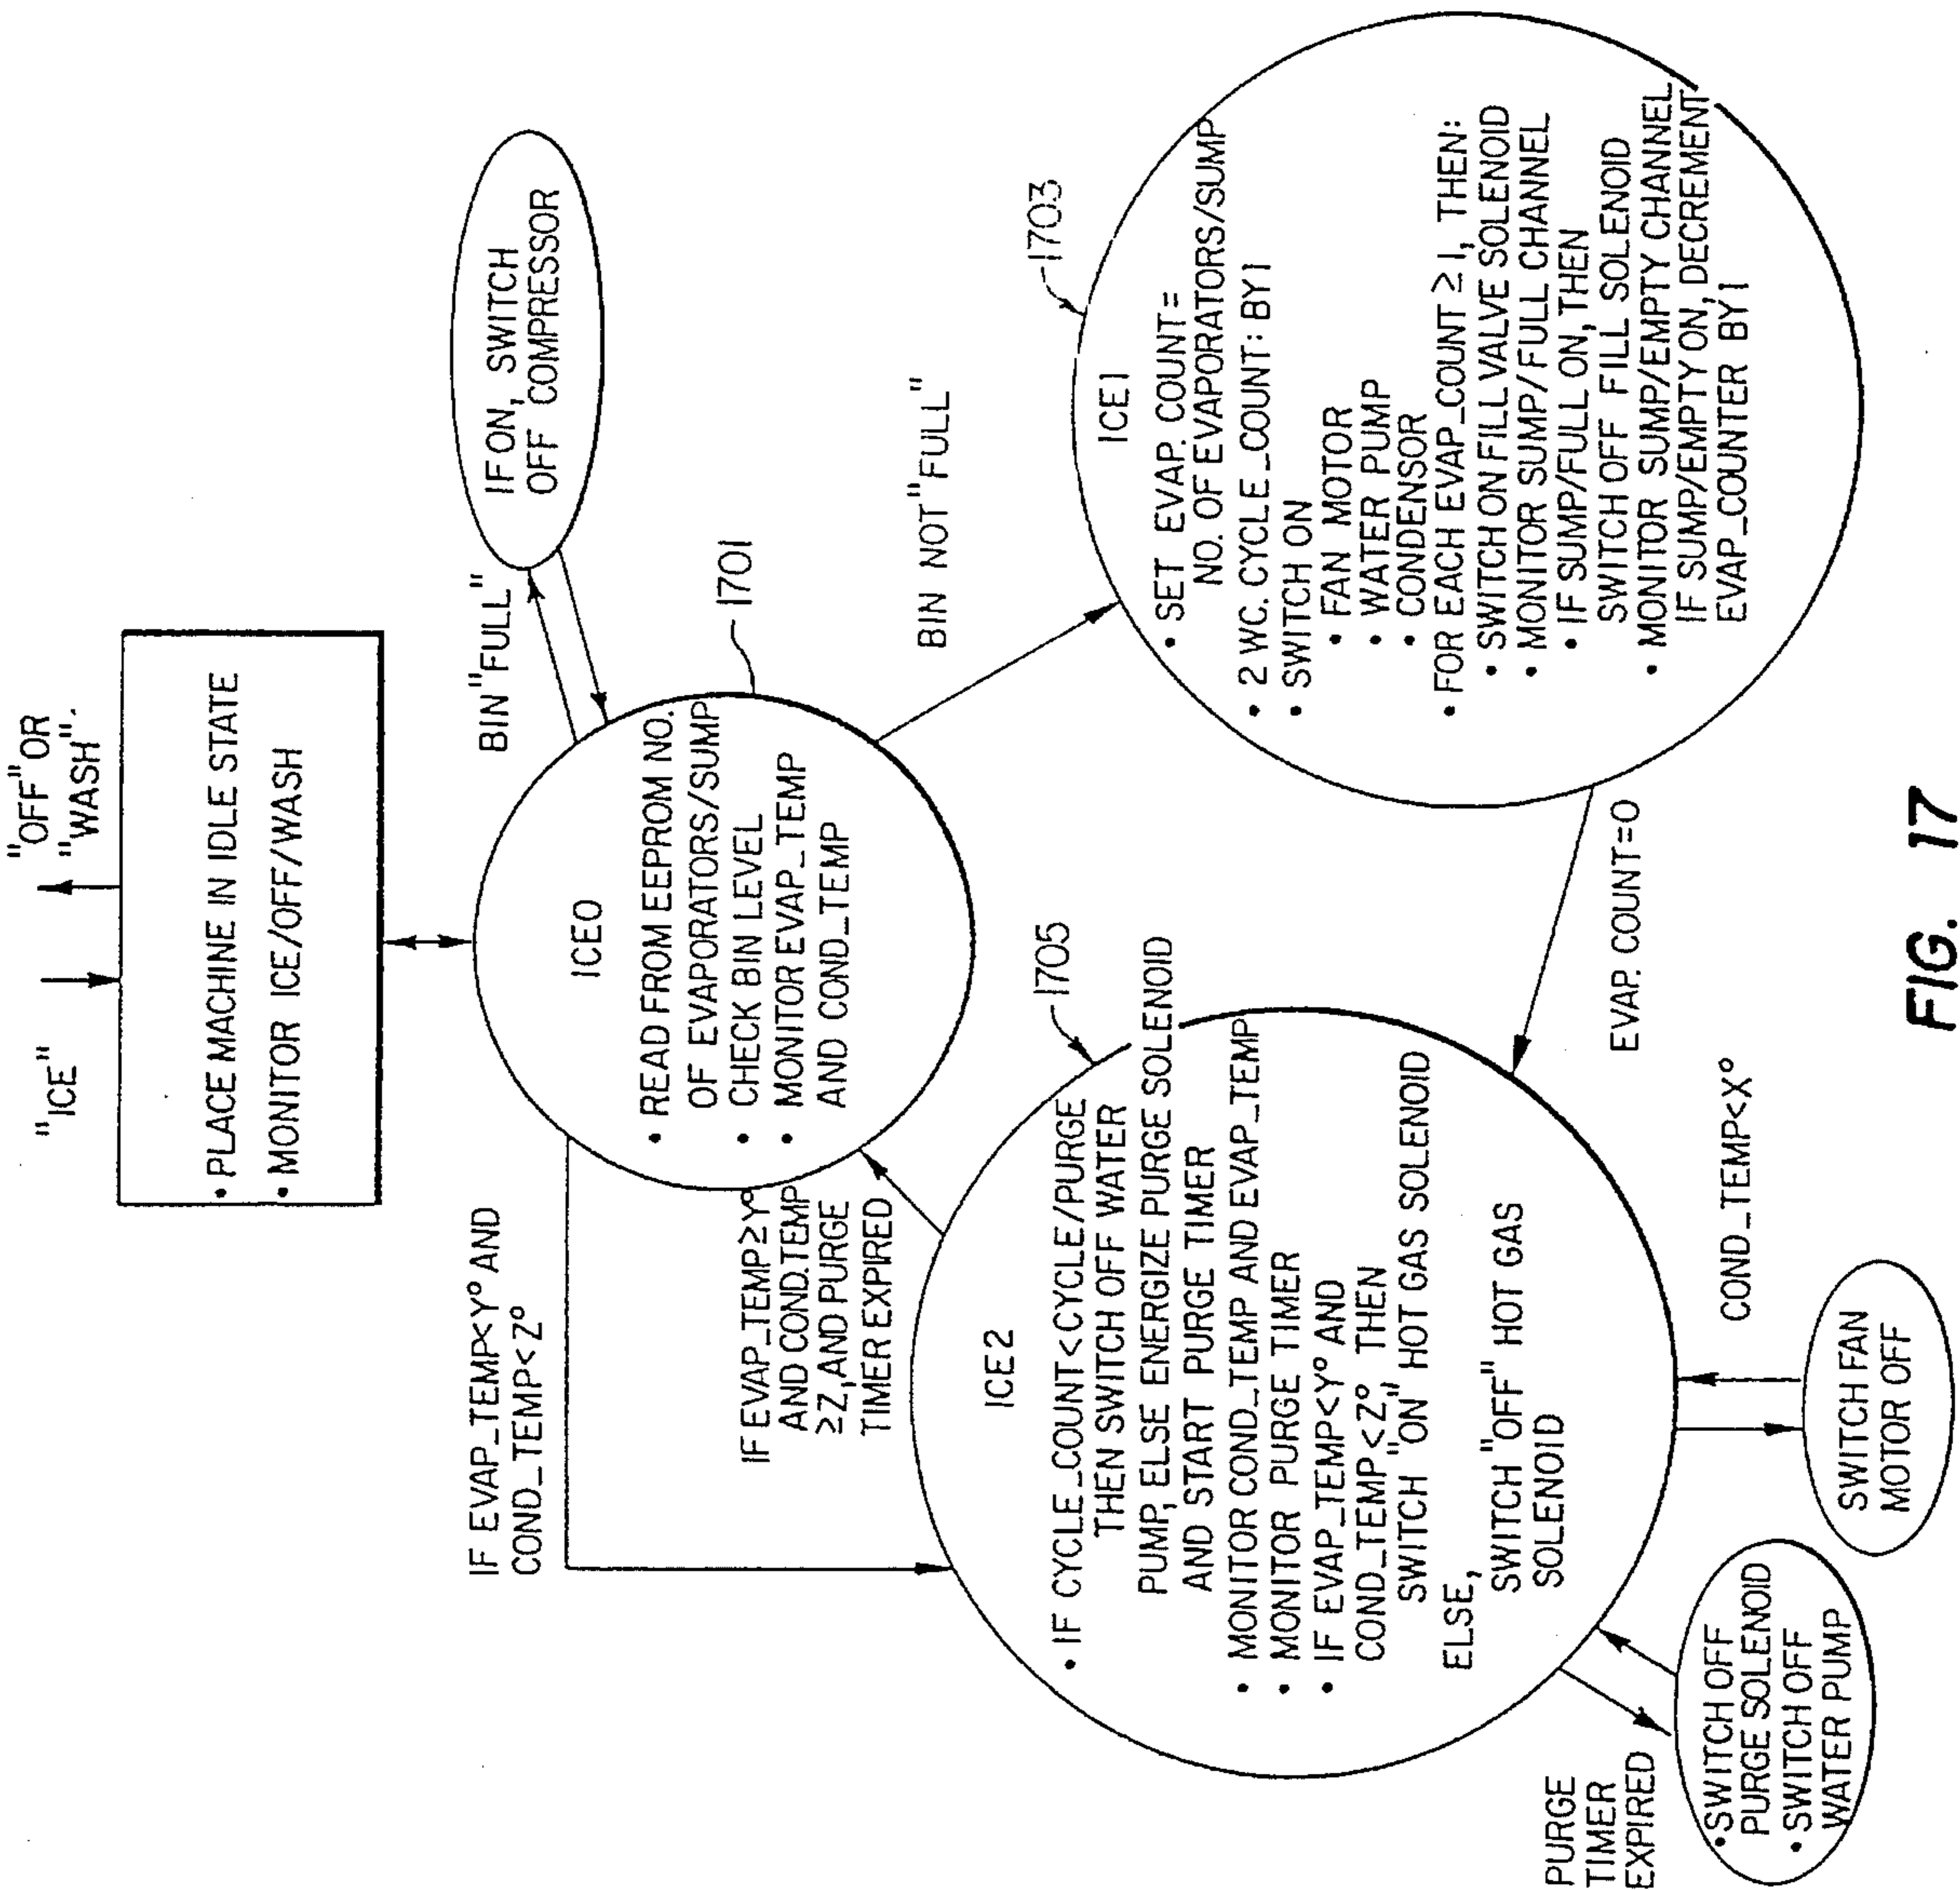 "ICE"
"OFF" OR
"WASH".
• PLACE MACHINE IN IDLE STATE
• MONITOR ICE/OFF/WASH
BIN "FULL"
IF ON, SWITCH
OFF COMPRESSOR
1701
ICE0
• READ FROM EEPROM NO.
OF EVAPORATORS/SUMP
• CHECK BIN LEVEL
• MONITOR EVAP_TEMP
AND COND_TEMP
IF EVAP_TEMP<Y° AND
COND_TEMP<Z°
IF EVAP_TEMP≥Y°
AND COND.TEMP
≥Z, AND PURGE
TIMER EXPIRED
BIN NOT "FULL"
1703
ICE1
• SET EVAP. COUNT=
NO. OF EVAPORATORS/SUMP
• 2 WC. CYCLE_COUNT: BY 1
• SWITCH ON
• FAN MOTOR
• WATER PUMP
• CONDENSOR
• FOR EACH EVAP_COUNT ≥1, THEN:
• SWITCH ON FILL VALVE SOLENOID
• MONITOR SUMP/FULL CHANNEL
• IF SUMP/FULL ON, THEN
SWITCH OFF FILL SOLENOID
• MONITOR SUMP/EMPTY CHANNEL
IF SUMP/EMPTY ON, DECREMENT
EVAP_COUNTER BY 1
EVAP. COUNT=0
1705
ICE2
• IF CYCLE_COUNT<CYCLE/PURGE
THEN SWITCH OFF WATER
PUMP, ELSE ENERGIZE PURGE SOLENOID
AND START PURGE TIMER
• MONITOR COND_TEMP AND EVAP_TEMP
• MONITOR PURGE TIMER
• IF EVAP_TEMP<Y° AND
COND_TEMP<Z°, THEN
SWITCH "ON" HOT GAS SOLENOID
ELSE,
SWITCH "OFF" HOT GAS
SOLENOID
PURGE
TIMER
EXPIRED
• SWITCH OFF
PURGE SOLENOID
• SWITCH OFF
WATER PUMP
COND_TEMP<X°
SWITCH FAN
MOTOR OFF
FIG. 17